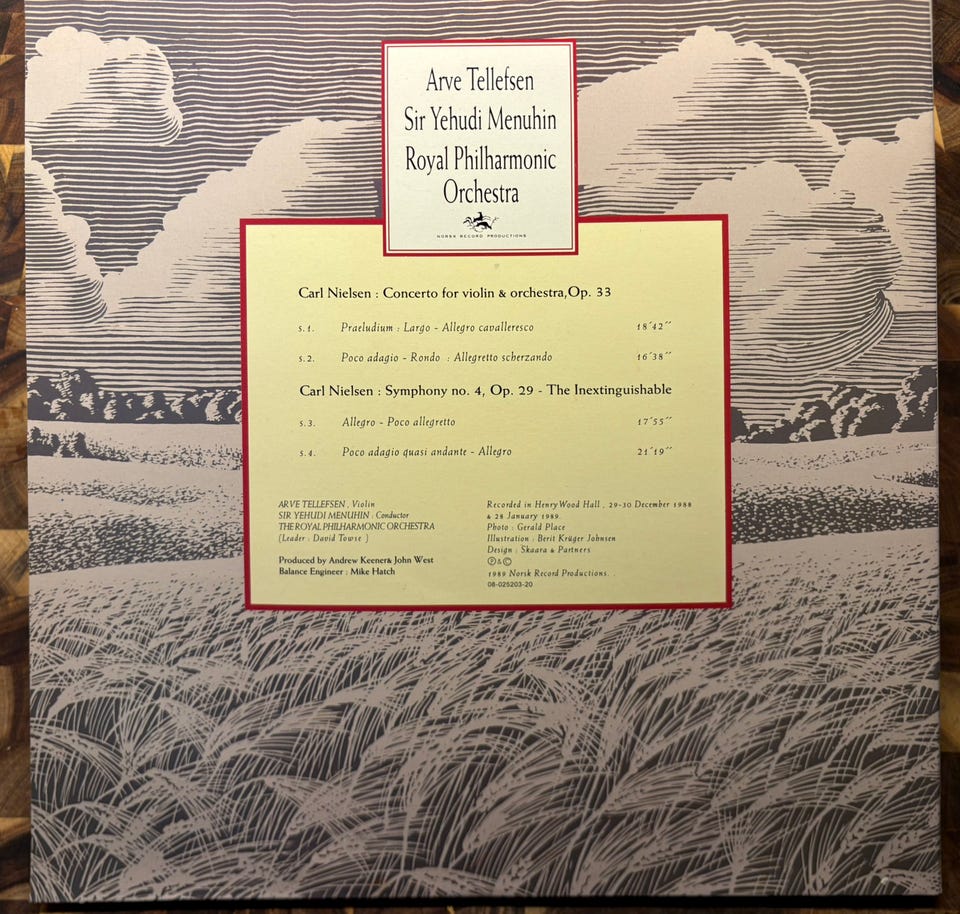 Arve Tellefsen
Sir Yehudi Menuhin
Royal Philharmonic
Orchestra
NORSK RECORD PRODUCTIONS
Carl Nielsen : Concerto for violin & orchestra,Op. 33
S.1. Praeludium : Largo - Allegro cavalleresco 18´42´´
S.2. Poco adagio - Rondo : Allegretto scherzando 16´38´´
Carl Nielsen : Symphony no. 4, Op. 29 - The Inextinguishable
S.3. Allegro - Poco allegretto 17´55´´
S.4. Poco adagio quasi andante - Allegro 21´19´´
ARVE TELLEFSEN , Violin
SIR YEHUDI MENUHIN . Conductor
THE ROYAL PHILHARMONIC ORCHESTRA
(Leader : David Towse )
Produced by Andrew Keener& John West
Balance Engineer : Mike Hatch
Recorded in Henry Wood Hall , 29-30 December 1988
& 28 January 1989.
Photo : Gerald Place
Illustration : Berit Krüger Johnsen
Design : Skaara & Partners
Ⓟ&©
1989 Norsk Record Productions. .
08-025203-20